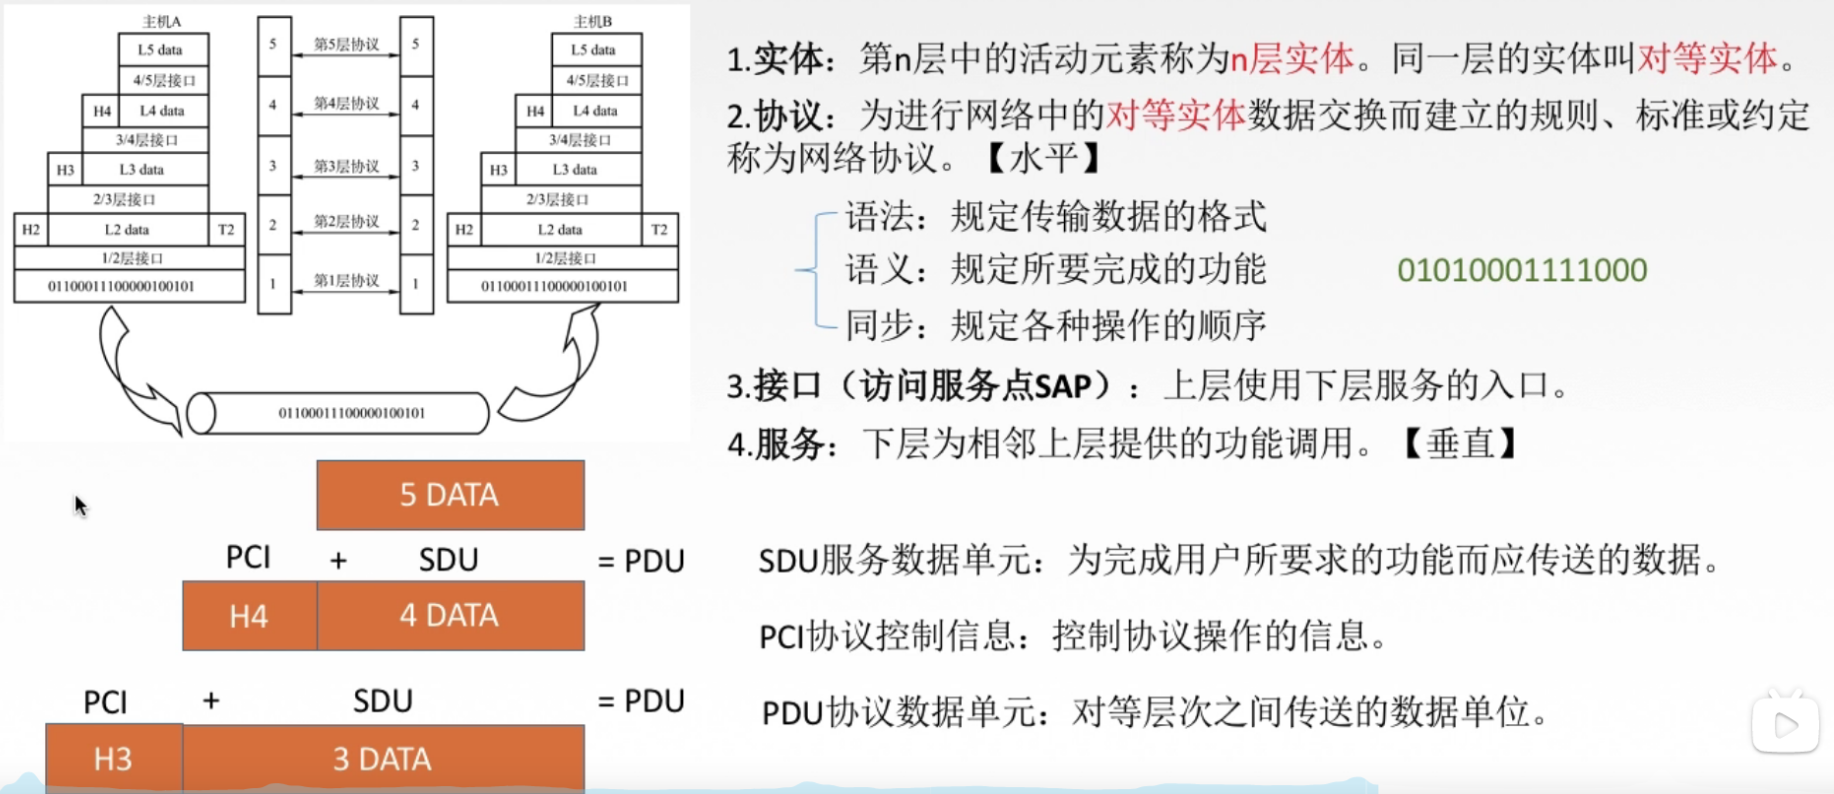 主机A
L5 data
4/5层接口
H4 L4 data
3/4层接口
H3 L3 data
2/3层接口
H2 L2 data T2
1/2层接口
01100011100000100101
5 第5层协议 5
4 第4层协议 4
3 第3层协议 3
2 第2层协议 2
1 第1层协议 1
主机B
L5 data
4/5层接口
H4 L4 data
3/4层接口
H3 L3 data
2/3层接口
H2 L2 data T2
1/2层接口
01100011100000100101
01100011100000100101
5 DATA
PCI + SDU = PDU
H4 4 DATA
PCI + SDU = PDU
H3 3 DATA
1.实体：第n层中的活动元素称为n层实体。同一层的实体叫对等实体。
2.协议：为进行网络中的对等实体数据交换而建立的规则、标准或约定
称为网络协议。【水平】
语法：规定传输数据的格式
语义：规定所要完成的功能
01010001111000
同步：规定各种操作的顺序
3.接口（访问服务点SAP）：上层使用下层服务的入口。
4.服务：下层为相邻上层提供的功能调用。【垂直】
SDU服务数据单元：为完成用户所要求的功能而应传送的数据。
PCI协议控制信息：控制协议操作的信息。
PDU协议数据单元：对等层次之间传送的数据单位。